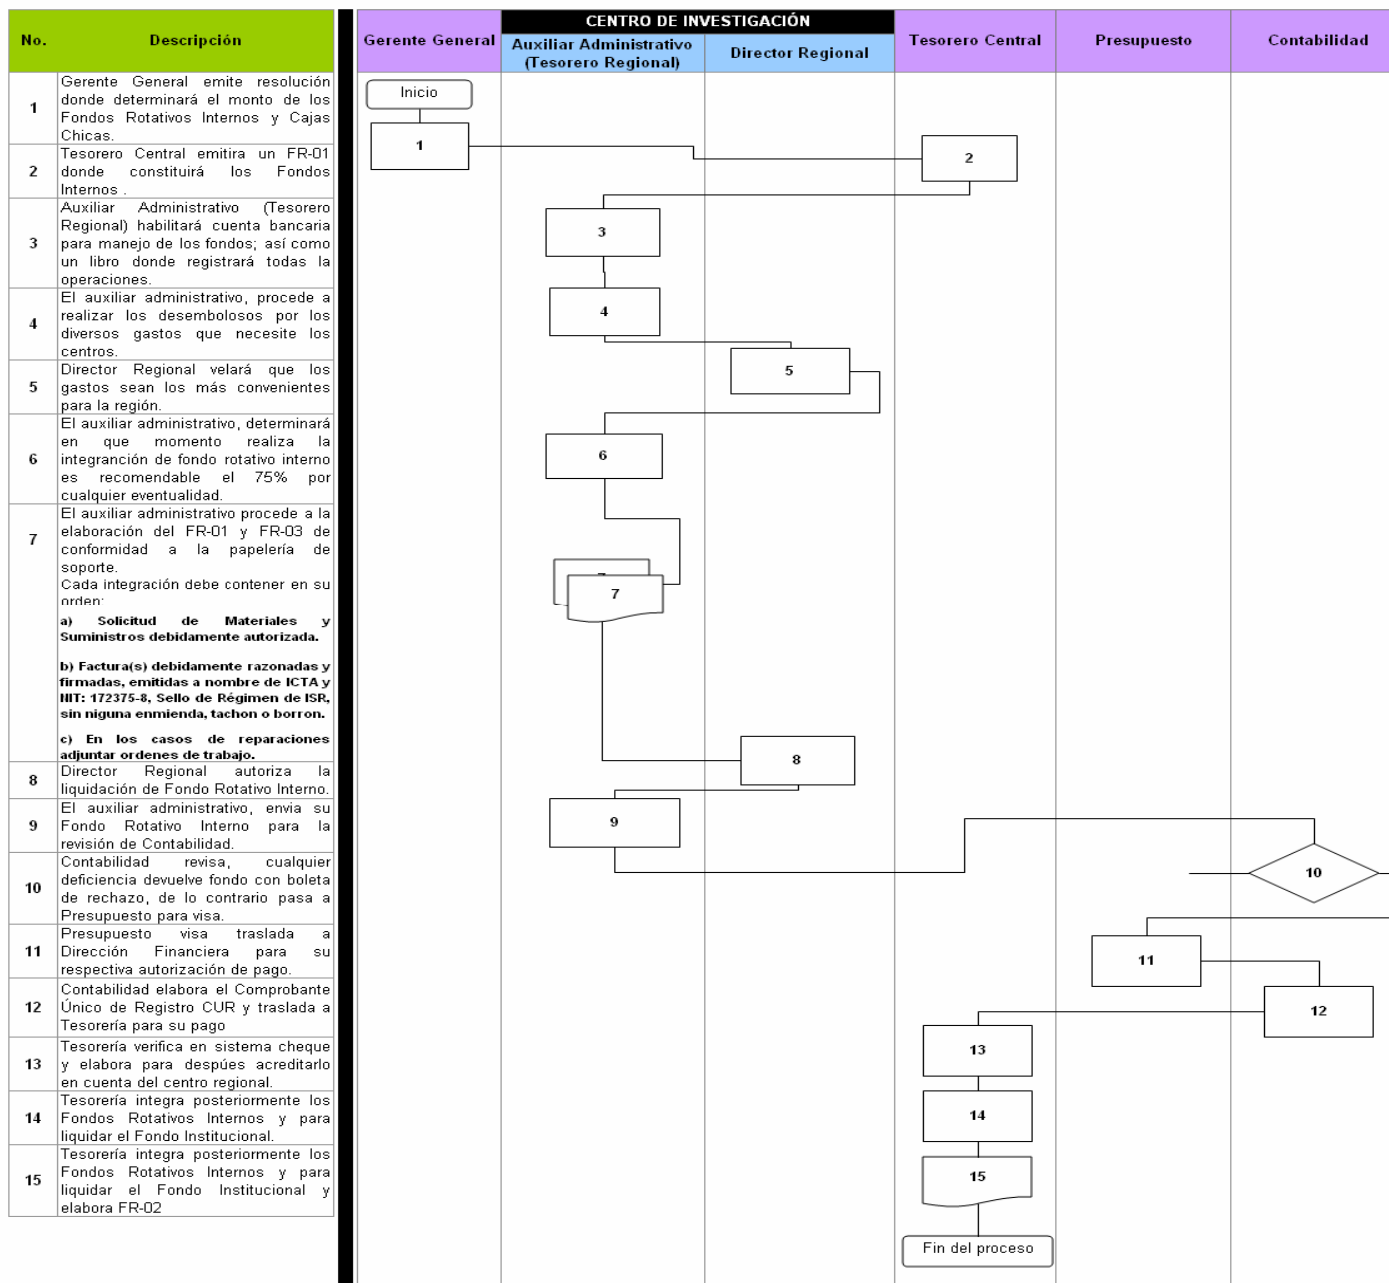 No.
Descripción
Gerente General
CENTRO DE INVESTIGACIÓN
Auxiliar Administrativo
(Tesorero Regional)
Director Regional
Tesorero Central
Presupuesto
Contabilidad
1
Gerente General emite resolución
donde determinará el monto de los
Fondos Rotativos Internos y Cajas
Chicas.
2
Tesorero Central emitira un FR-01
donde constituirá los Fondos
Internos .
3
Auxiliar Administrativo (Tesorero
Regional) habilitará cuenta bancaria
para manejo de los fondos; así como
un libro donde registrará todas la
operaciones.
4
El auxiliar administrativo, procede a
realizar los desembolosos por los
diversos gastos que necesite los
centros.
5
Director Regional velará que los
gastos sean los más convenientes
para la región.
6
El auxiliar administrativo, determinará
en que momento realiza la
integranción de fondo rotativo interno
es recomendable el 75% por
cualquier eventualidad.
7
El auxiliar administrativo procede a la
elaboración del FR-01 y FR-03 de
conformidad a la papelería de
soporte.
Cada integración debe contener en su
orden:
a) Solicitud de Materiales y
Suministros debidamente autorizada.
b) Factura(s) debidamente razonadas y
firmadas, emitidas a nombre de ICTA y
NIT: 172375-8, Sello de Régimen de ISR,
sin niguna enmienda, tachon o borron.
c) En los casos de reparaciones
adjuntar ordenes de trabajo.
8
Director Regional autoriza la
liquidación de Fondo Rotativo Interno.
9
El auxiliar administrativo, envia su
Fondo Rotativo Interno para la
revisión de Contabilidad.
10
Contabilidad revisa, cualquier
deficiencia devuelve fondo con boleta
de rechazo, de lo contrario pasa a
Presupuesto para visa.
11
Presupuesto visa traslada a
Dirección Financiera para su
respectiva autorización de pago.
12
Contabilidad elabora el Comprobante
Único de Registro CUR y traslada a
Tesorería para su pago
13
Tesorería verifica en sistema cheque
y elabora para despúes acreditarlo
en cuenta del centro regional.
14
Tesorería integra posteriormente los
Fondos Rotativos Internos y para
liquidar el Fondo Institucional.
15
Tesorería integra posteriormente los
Fondos Rotativos Internos y para
liquidar el Fondo Institucional y
elabora FR-02
Inicio
1
2
3
4
5
6
7
8
9
10
11
12
13
14
15
Fin del proceso